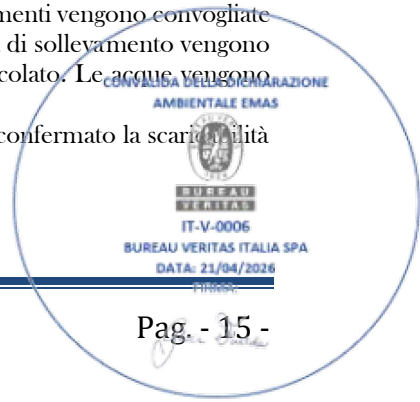 menti vengono convogliate
di sollevamento vengono
colato. Le acque vengono
CONVALIDA DELLA DICHIARAZIONE
AMBIENTALE EMAS
confermato la scaricabilità
BUREAU
VERITAS
IT-V-0006
BUREAU VERITAS ITALIA SPA
DATA: 21/04/2026
FIRMA:
Pag. - 15 -